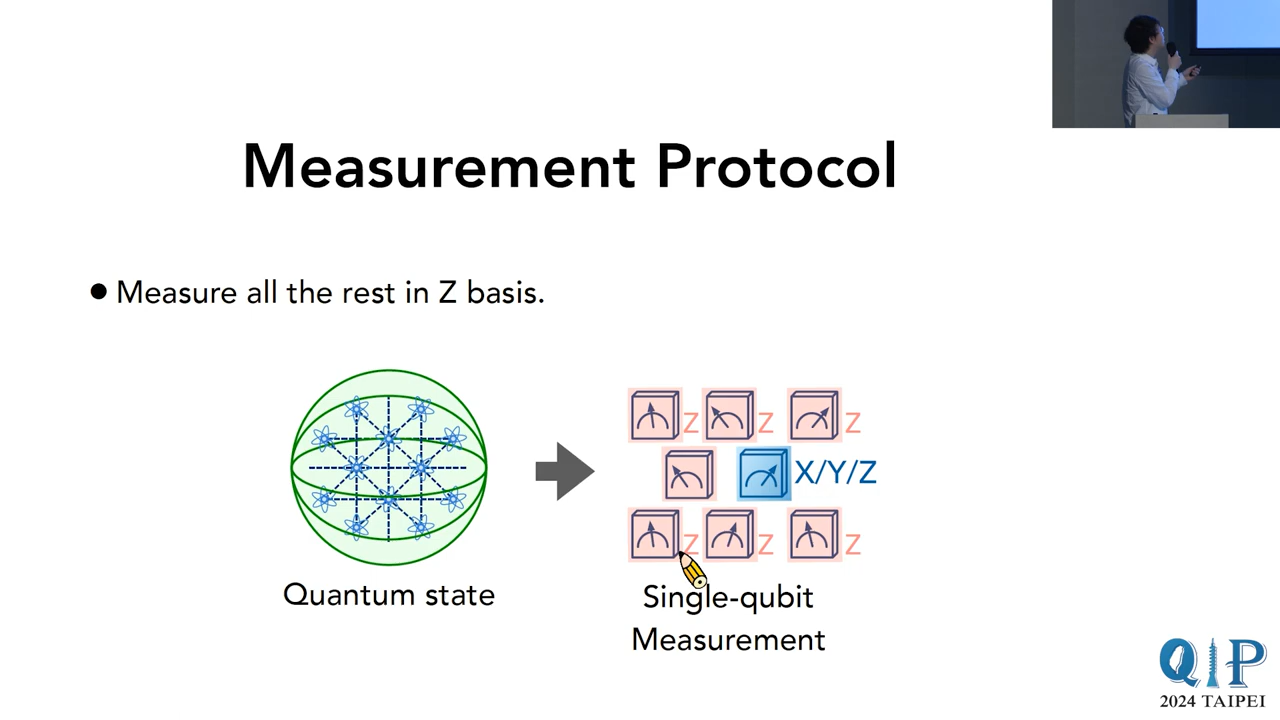 Measurement Protocol
• Measure all the rest in Z basis.
Z Z Z
X/Y/Z
Z Z Z
Quantum state
Single-qubit
Measurement
QIP
2024 TAIPEI